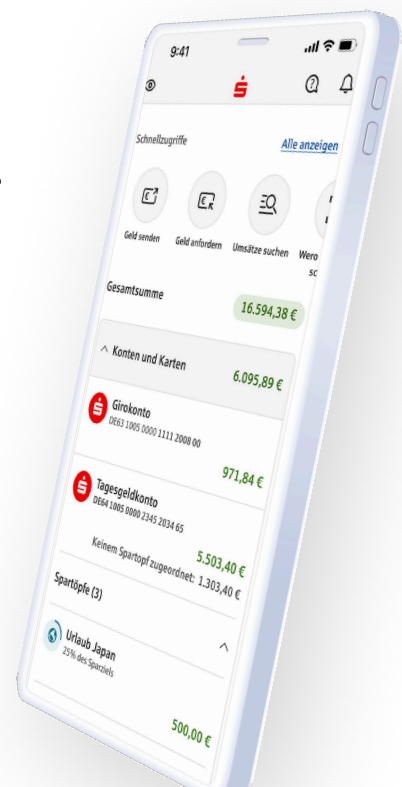 9:41
Schnellzugriffe
Alle anzeigen
Geld senden
Geld anfordern
Umsätze suchen
Wero
sc
Gesamtsumme
16.594,38 €
Konten und Karten
6.095,89 €
Girokonto
DE63 1005 0000 1111 2008 00
971,84 €
Tagesgeldkonto
DE64 1005 0000 2345 2034 65
5.503,40 €
Keinem Spartopf zugeordnet: 1.303,40 €
Spartöpfe (3)
Urlaub Japan
25% des Sparziels
500,00 €